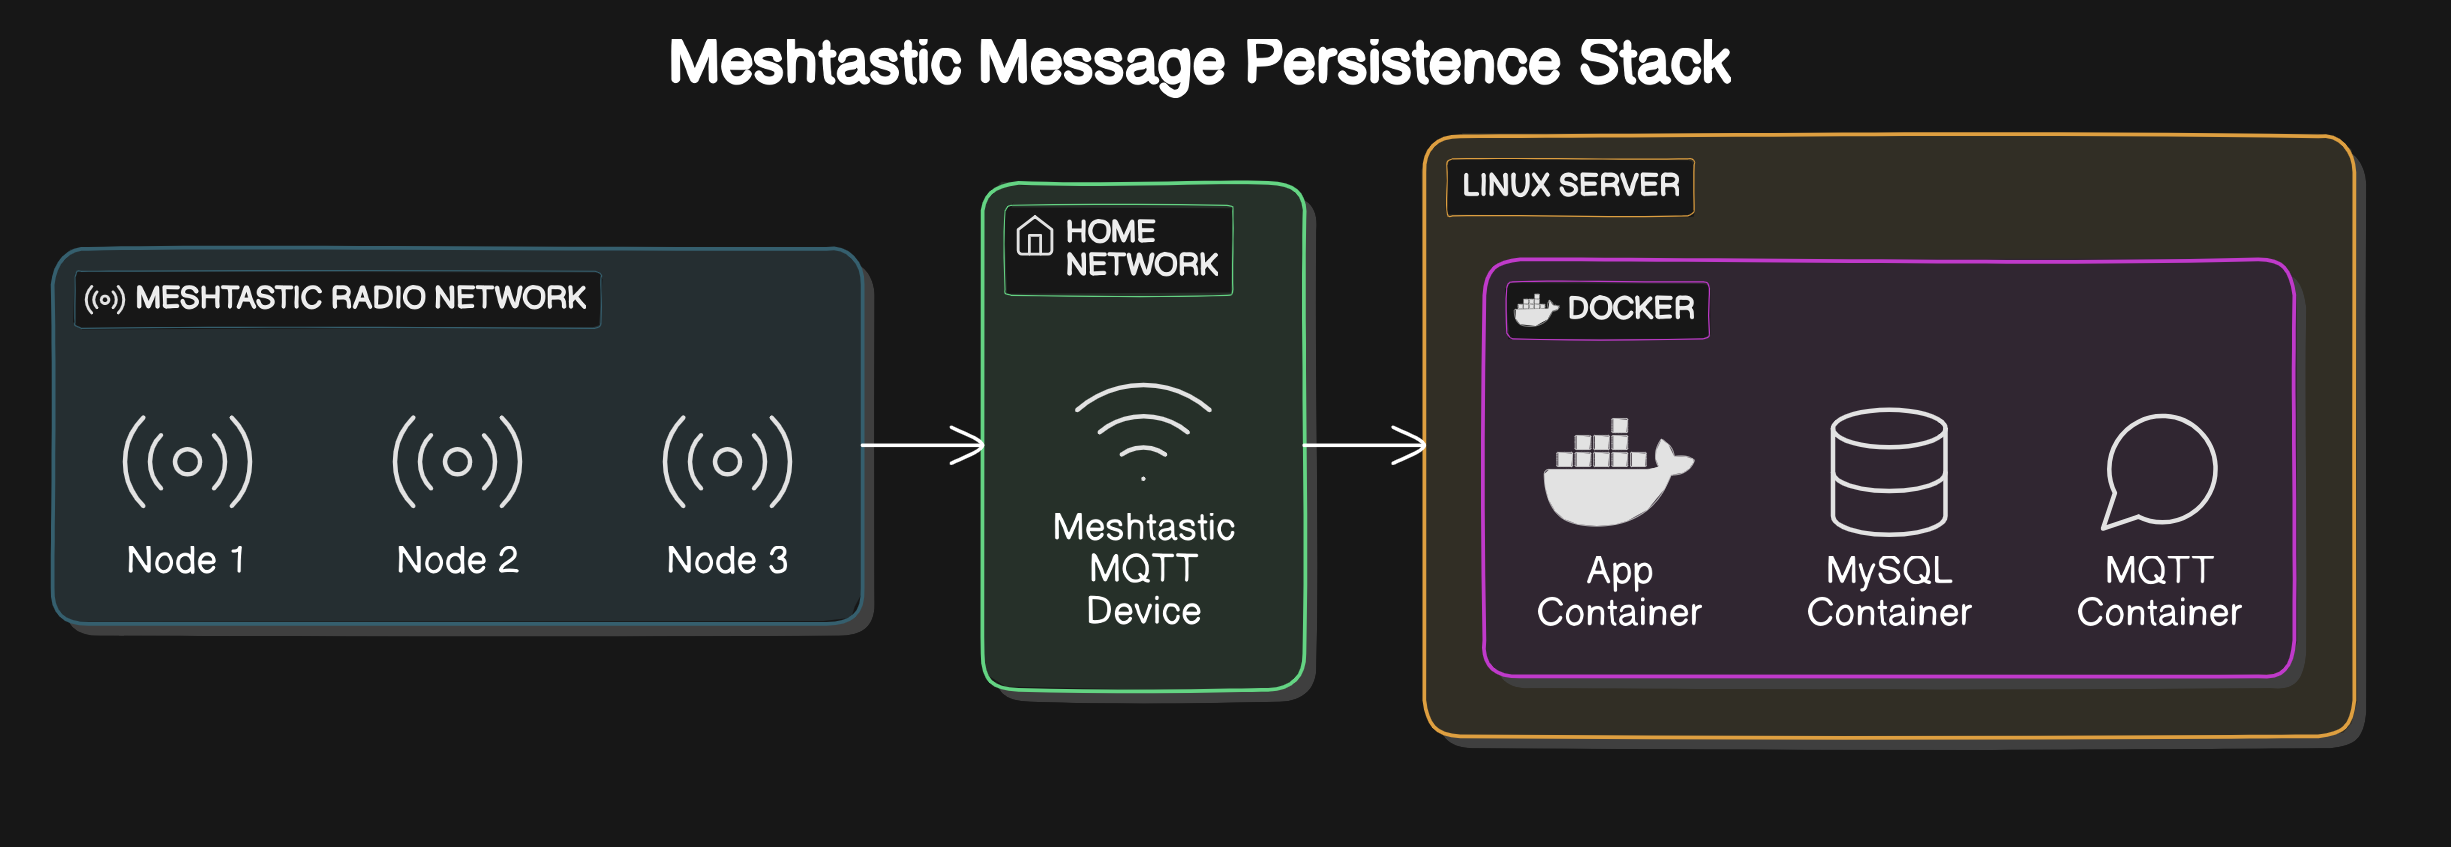 Meshtastic Message Persistence Stack
MESHTASTIC RADIO NETWORK
Node 1
Node 2
Node 3
HOME
NETWORK
Meshtastic
MQTT
Device
LINUX SERVER
DOCKER
App
Container
MySQL
Container
MQTT
Container